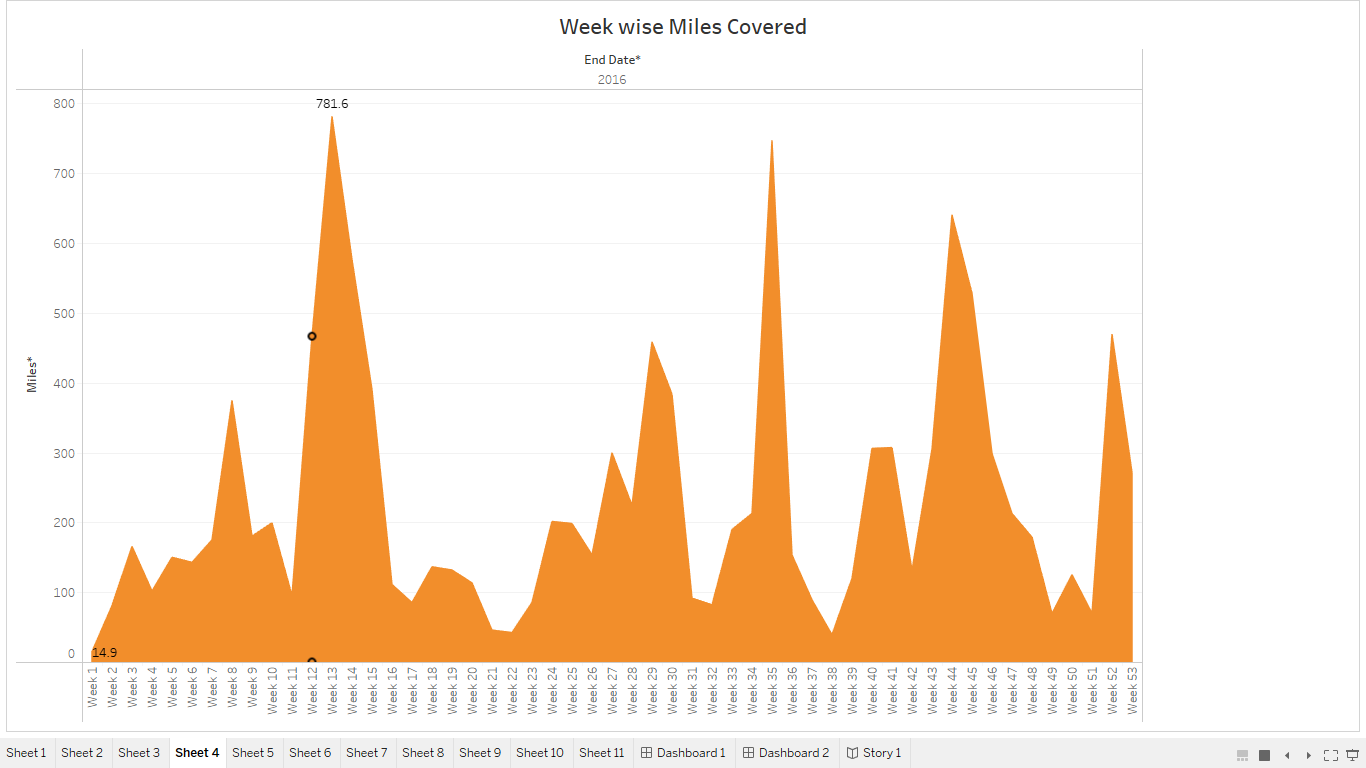 Week wise Miles Covered
End Date*
2016
Miles*
800
700
600
500
400
300
200
100
0
781.6
14.9
Week 1
Week 2
Week 3
Week 4
Week 5
Week 6
Week 7
Week 8
Week 9
Week 10
Week 11
Week 12
Week 13
Week 14
Week 15
Week 16
Week 17
Week 18
Week 19
Week 20
Week 21
Week 22
Week 23
Week 24
Week 25
Week 26
Week 27
Week 28
Week 29
Week 30
Week 31
Week 32
Week 33
Week 34
Week 35
Week 36
Week 37
Week 38
Week 39
Week 40
Week 41
Week 42
Week 43
Week 44
Week 45
Week 46
Week 47
Week 48
Week 49
Week 50
Week 51
Week 52
Week 53
Sheet 1 Sheet 2 Sheet 3 Sheet 4 Sheet 5 Sheet 6 Sheet 7 Sheet 8 Sheet 9 Sheet 10 Sheet 11 Dashboard 1 Dashboard 2 Story 1